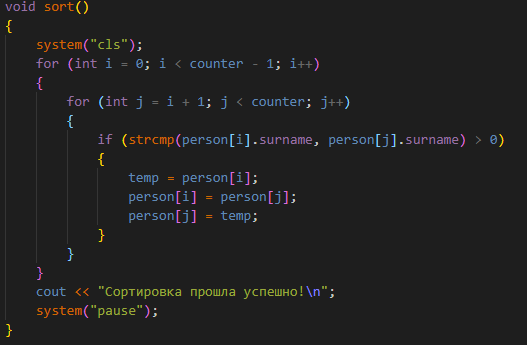 void sort()
{
    system("cls");
    for (int i = 0; i < counter - 1; i++)
    {
        for (int j = i + 1; j < counter; j++)
        {
            if (strcmp(person[i].surname, person[j].surname) > 0)
            {
                temp = person[i];
                person[i] = person[j];
                person[j] = temp;
            }
        }
    }
    cout << "Сортировка прошла успешно!\n";
    system("pause");
}